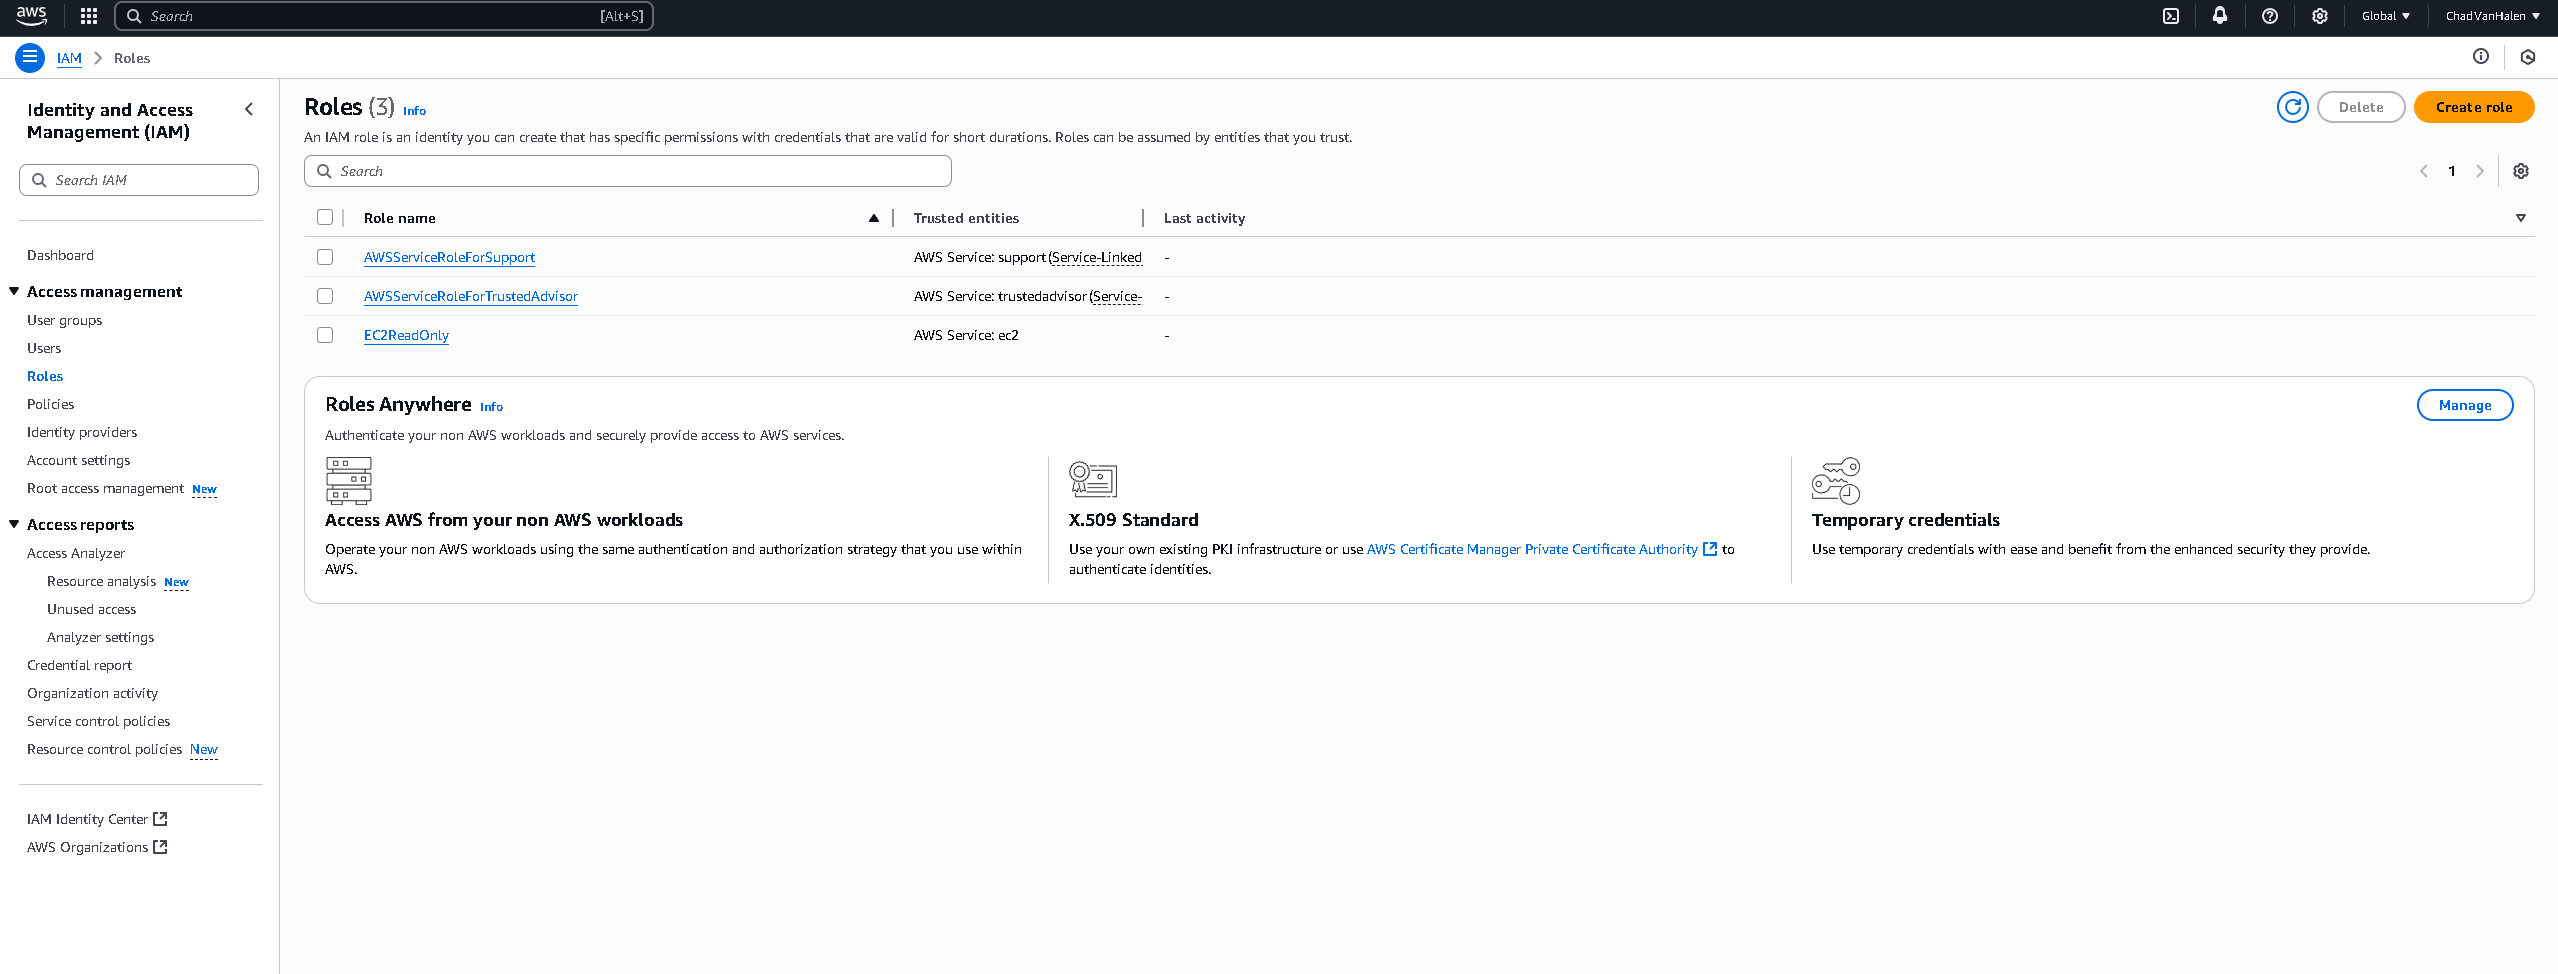 aws
Search [Alt+S]
Global
ChadVanHalen
IAM > Roles
Identity and Access
Management (IAM)
Search IAM
Dashboard
Access management
User groups
Users
Roles
Policies
Identity providers
Account settings
Root access management New
Access reports
Access Analyzer
Resource analysis New
Unused access
Analyzer settings
Credential report
Organization activity
Service control policies
Resource control policies New
IAM Identity Center
AWS Organizations
Roles (3) Info
Delete
Create role
An IAM role is an identity you can create that has specific permissions with credentials that are valid for short durations. Roles can be assumed by entities that you trust.
Search
1
Role name Trusted entities Last activity
AWSServiceRoleForSupport AWS Service: support (Service-Linked -
AWSServiceRoleForTrustedAdvisor AWS Service: trustedadvisor (Service- -
EC2ReadOnly AWS Service: ec2 -
Roles Anywhere Info
Manage
Authenticate your non AWS workloads and securely provide access to AWS services.
Access AWS from your non AWS workloads
Operate your non AWS workloads using the same authentication and authorization strategy that you use within
AWS.
X.509 Standard
Use your own existing PKI infrastructure or use AWS Certificate Manager Private Certificate Authority to
authenticate identities.
Temporary credentials
Use temporary credentials with ease and benefit from the enhanced security they provide.